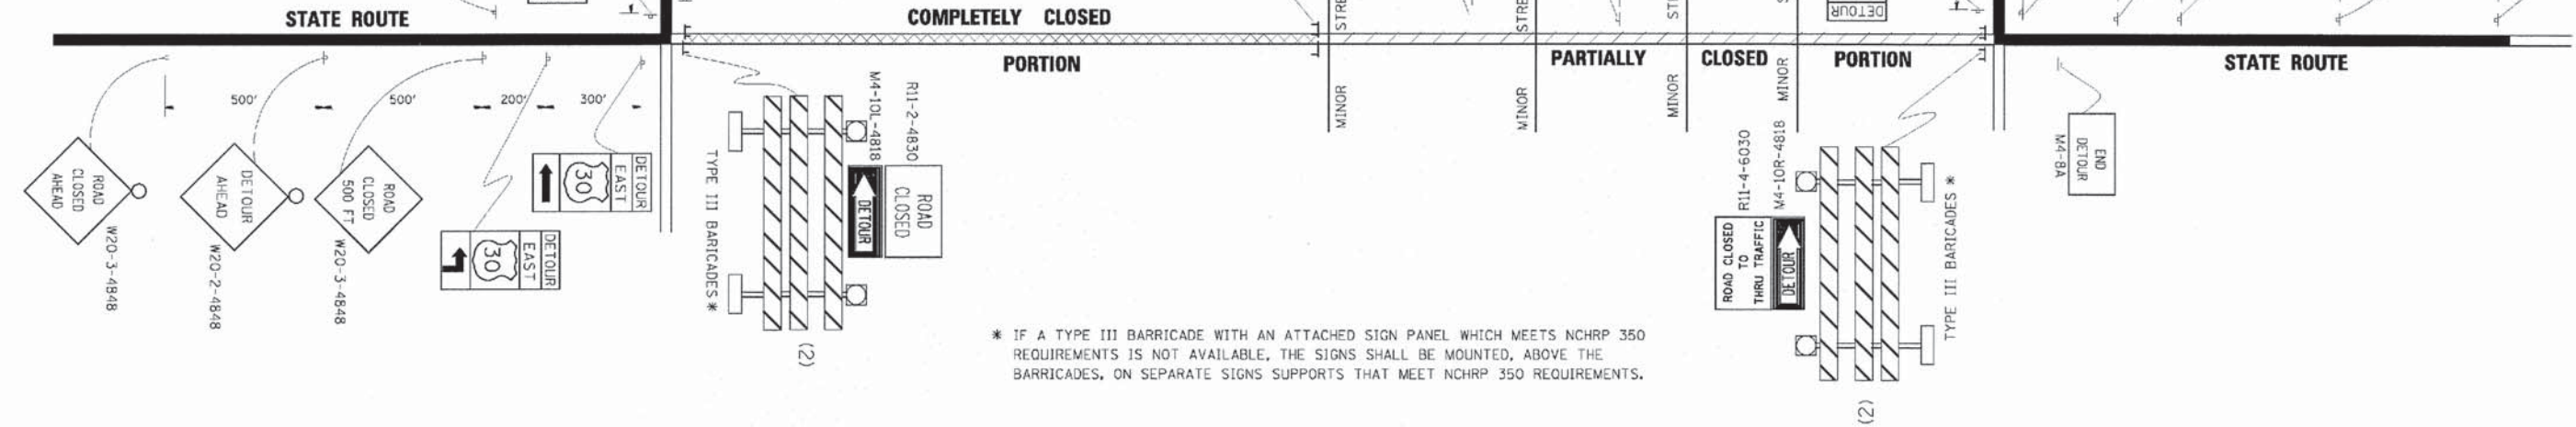 STATE ROUTE
COMPLETELY CLOSED
PORTION
PARTIALLY CLOSED PORTION
STATE ROUTE
DETOUR
500'
500'
200'
300'
ROAD
CLOSED
AHEAD
W20-3-4848
DETOUR
AHEAD
W20-2-4848
ROAD
CLOSED
500 FT
W20-3-4848
DETOUR
EAST
30
DETOUR
EAST
30
TYPE III BARICADES *
(2)
M4-10L-4818
R11-2-4830
ROAD
CLOSED
DETOUR
MINOR
MINOR
MINOR
MINOR
R11-4-6030
M4-10R-4818
ROAD CLOSED
TO
THRU TRAFFIC
DETOUR
TYPE III BARICADES *
(2)
END
DETOUR
M4-8A
* IF A TYPE III BARRICADE WITH AN ATTACHED SIGN PANEL WHICH MEETS NCHRP 350
REQUIREMENTS IS NOT AVAILABLE, THE SIGNS SHALL BE MOUNTED, ABOVE THE
BARRICADES, ON SEPARATE SIGNS SUPPORTS THAT MEET NCHRP 350 REQUIREMENTS.